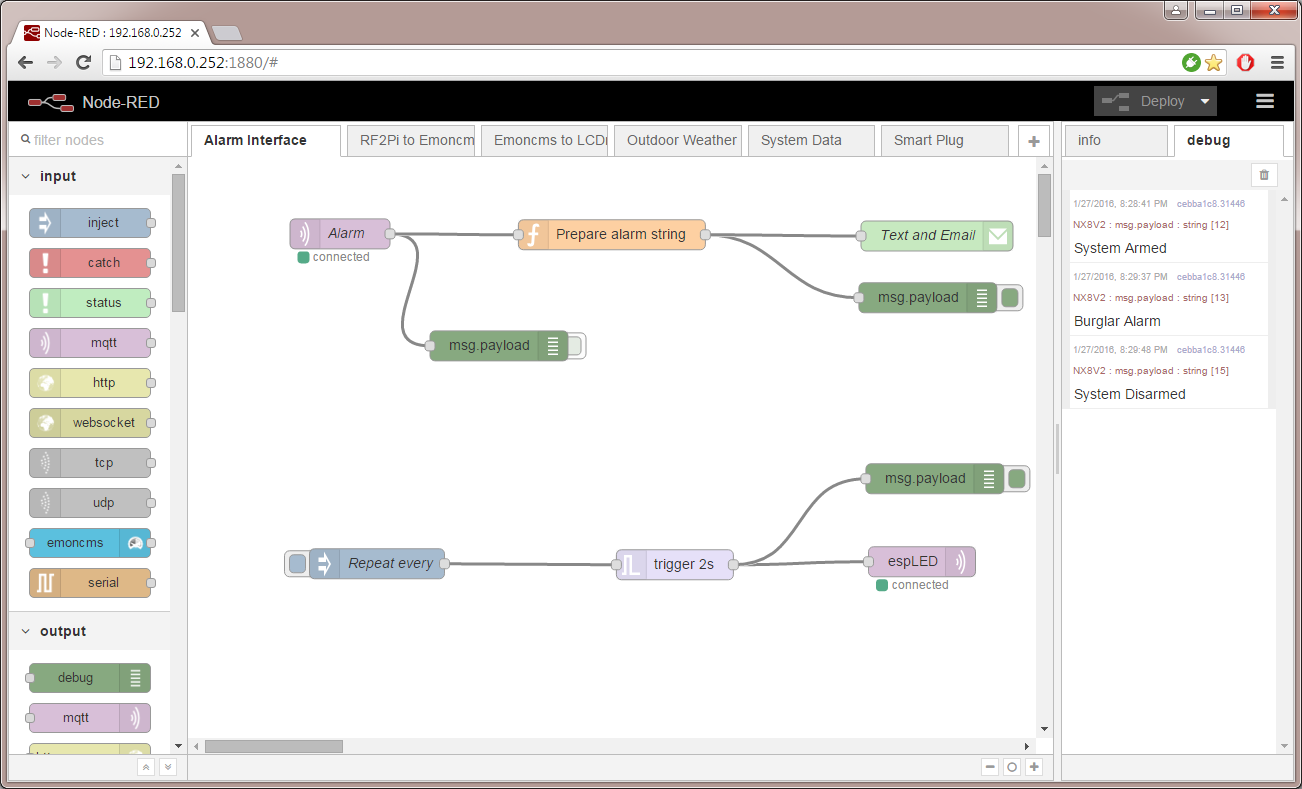 Node-RED : 192.168.0.252
192.168.0.252:1880/#
Node-RED
Deploy
filter nodes
Alarm Interface
RF2Pi to Emoncm
Emoncms to LCD
Outdoor Weather
System Data
Smart Plug
info
debug
input
inject
catch
status
mqtt
http
websocket
tcp
udp
emoncms
serial
output
debug
mqtt
Alarm
connected
Prepare alarm string
Text and Email
msg.payload
msg.payload
msg.payload
Repeat every
trigger 2s
espLED
connected
1/27/2016, 8:28:41 PM cebba1c8.31446
NX8V2 : msg.payload : string [12]
System Armed
1/27/2016, 8:29:37 PM cebba1c8.31446
NX8V2 : msg.payload : string [13]
Burglar Alarm
1/27/2016, 8:29:48 PM cebba1c8.31446
NX8V2 : msg.payload : string [15]
System Disarmed